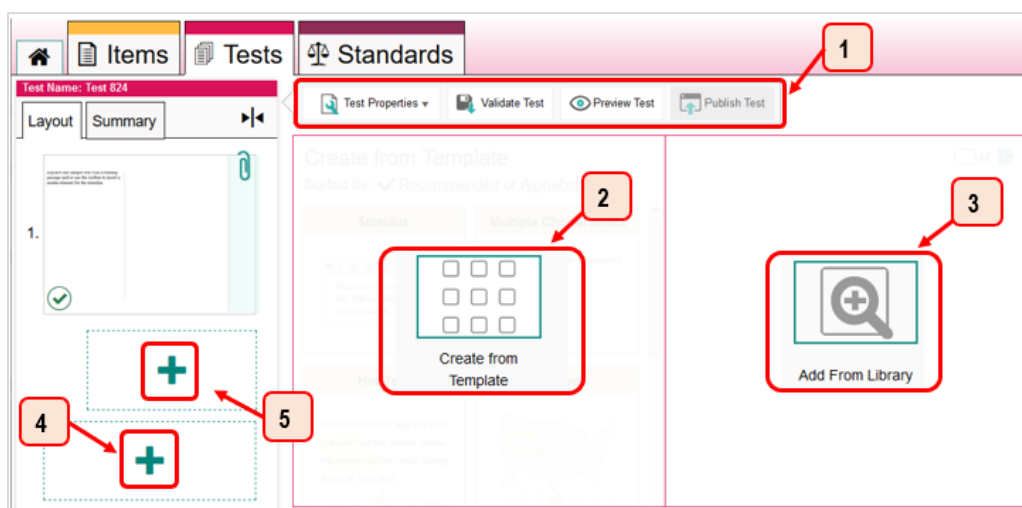 Items
Tests
Standards
1
Test Name: Test 824
Test Properties
Validate Test
Preview Test
Publish Test
Layout
Summary
Create from Template
Sorted by: Recommended or Alphabe
of
2
3
Stimulus
Multiple Ch
1.
Create from
Template
Add From Library
5
4